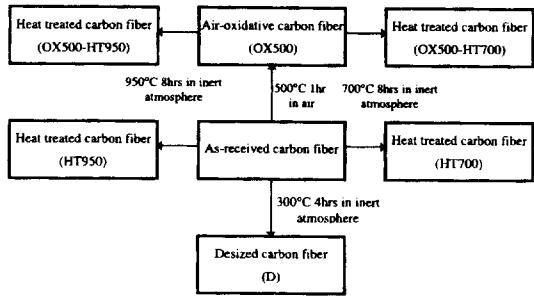 Heat treated carbon fiber
(OX500-HT950)
Air-oxidative carbon fiber
(OX500)
Heat treated carbon fiber
(OX500-HT700)
950°C 8hrs in inert
atmosphere
500°C 1hr
in air
700°C 8hrs in inert
atmosphere
Heat treated carbon fiber
(HT950)
As-received carbon fiber
Heat treated carbon fiber
(HT700)
300°C 4hrs in inert
atmosphere
Desized carbon fiber
(D)